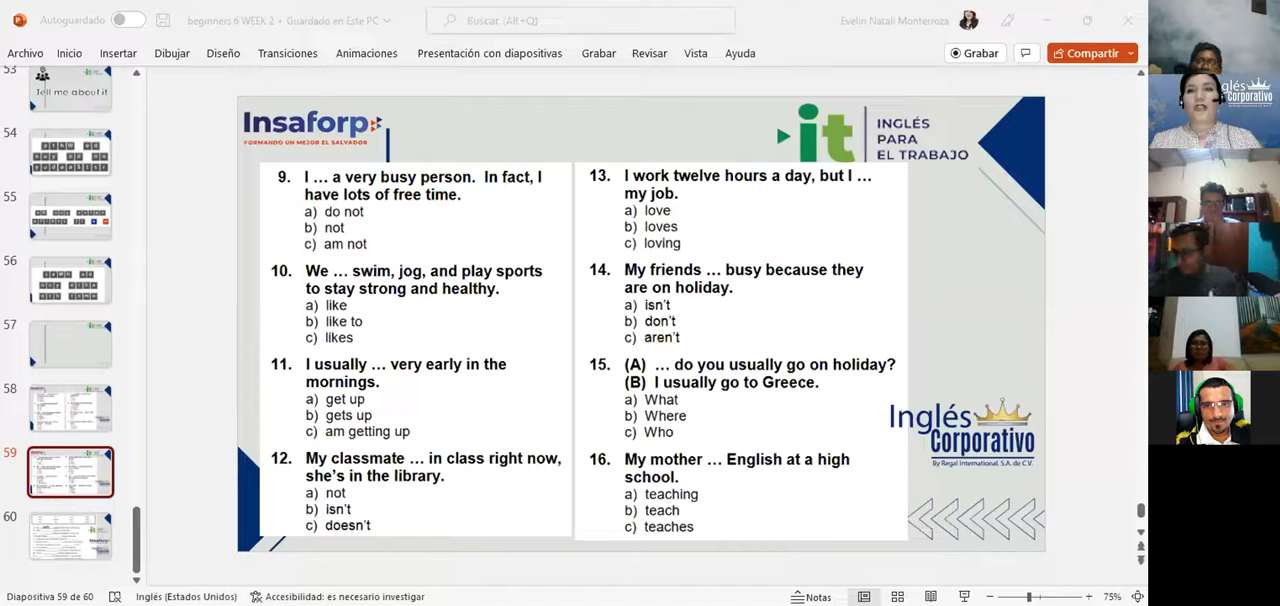 Autoguardado
beginners 6 WEEK 2 • Guardado en Este PC
Buscar (Alt+Q)
Evelin Natali Monterroza
Archivo Inicio Insertar Dibujar Diseño Transiciones Animaciones Presentación con diapositivas Grabar Revisar Vista Ayuda
Grabar
Compartir
53
Tell me about it
54
55
56
57
58
59
60
Insaforp
FORMANDO UN MEJOR EL SALVADOR
it
INGLÉS
PARA
EL TRABAJO
9. I ... a very busy person. In fact, I
have lots of free time.
a) do not
b) not
c) am not
10. We ... swim, jog, and play sports
to stay strong and healthy.
a) like
b) like to
c) likes
11. I usually ... very early in the
mornings.
a) get up
b) gets up
c) am getting up
12. My classmate ... in class right now,
she's in the library.
a) not
b) isn't
c) doesn't
13. I work twelve hours a day, but I ...
my job.
a) love
b) loves
c) loving
14. My friends ... busy because they
are on holiday.
a) isn't
b) don't
c) aren't
15. (A) ... do you usually go on holiday?
(B) I usually go to Greece.
a) What
b) Where
c) Who
16. My mother ... English at a high
school.
a) teaching
b) teach
c) teaches
Inglés
Corporativo
By Regal International, S.A. de C.V.
glés
Corporativo
Diapositiva 59 de 60
Inglés (Estados Unidos)
Accesibilidad: es necesario investigar
Notas
75%